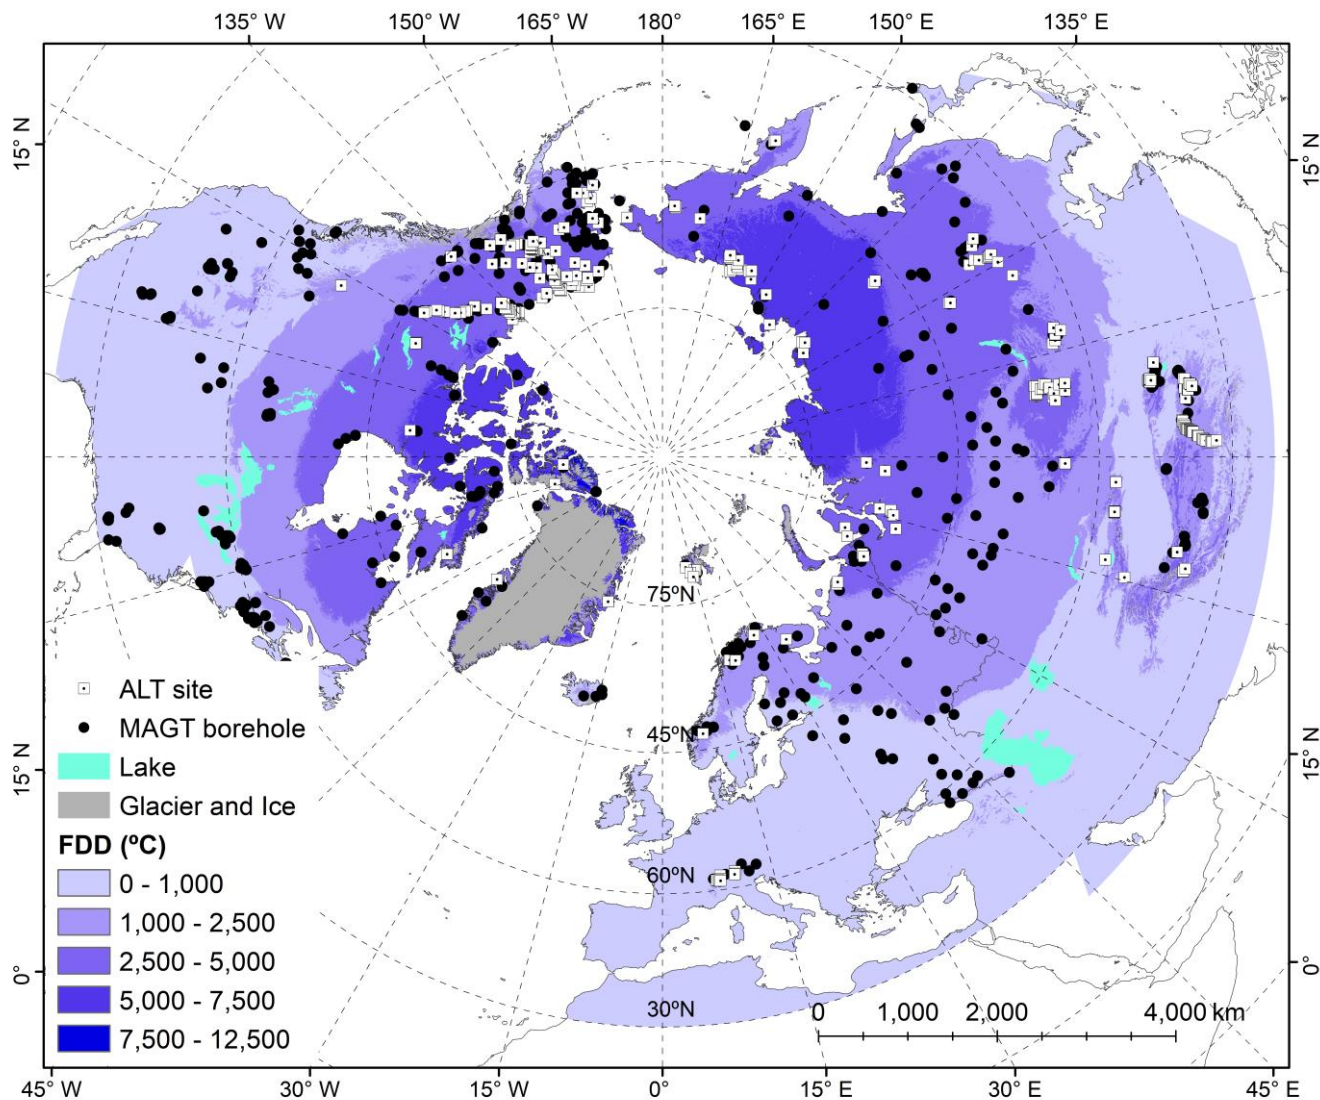 135° W 150° W 165° W 180° 165° E 150° E 135° E
15° N 15° N
75ºN
45ºN
60ºN
30ºN
ALT site
MAGT borehole
Lake
Glacier and Ice
FDD (ºC)
0 - 1,000
1,000 - 2,500
2,500 - 5,000
5,000 - 7,500
7,500 - 12,500
15° N 15° N
0° 0°
0 1,000 2,000 4,000 km
45° W 30° W 15° W 0° 15° E 30° E 45° E